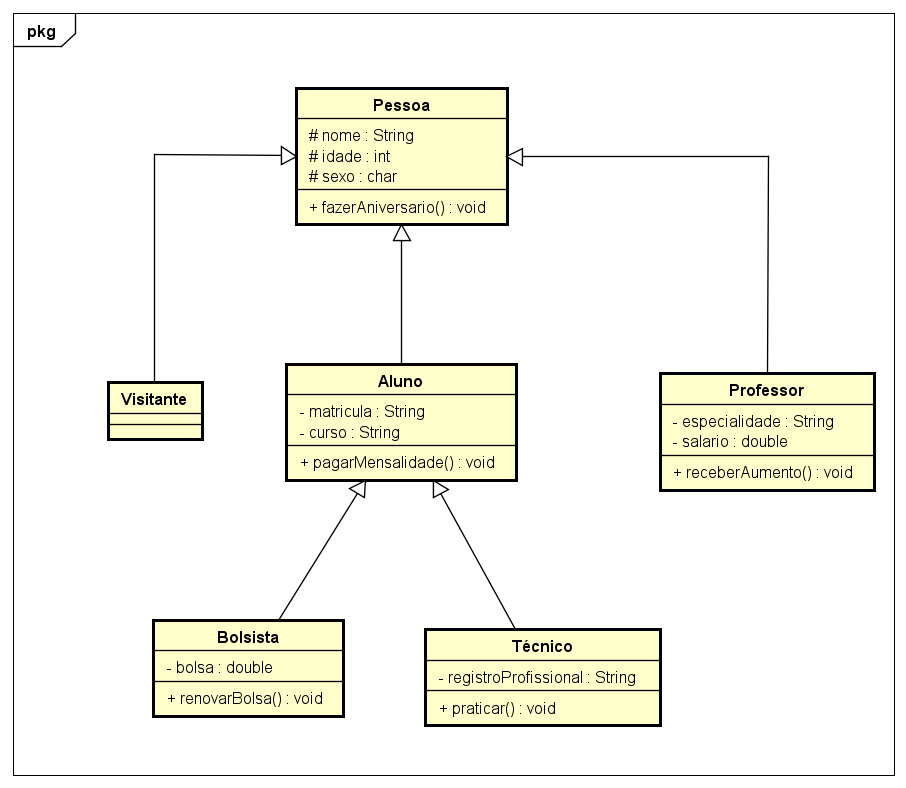 pkg
Pessoa
# nome : String
# idade : int
# sexo : char
+ fazerAniversario() : void
Visitante
Aluno
- matricula : String
- curso : String
+ pagarMensalidade() : void
Professor
- especialidade : String
- salario : double
+ receberAumento() : void
Bolsista
- bolsa : double
+ renovarBolsa() : void
Técnico
- registroProfissional : String
+ praticar() : void